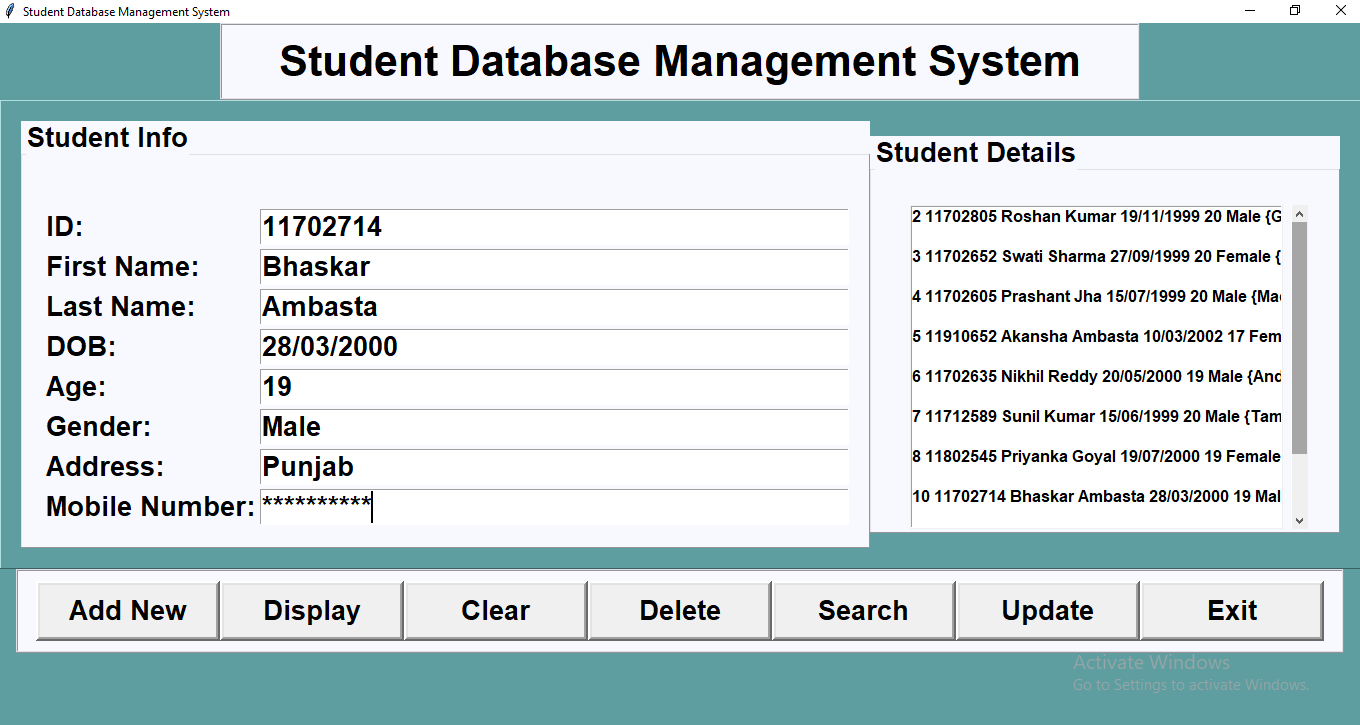 Student Database Management System
Student Database Management System
Student Info
ID: 11702714
First Name: Bhaskar
Last Name: Ambasta
DOB: 28/03/2000
Age: 19
Gender: Male
Address: Punjab
Mobile Number: **********
Student Details
2 11702805 Roshan Kumar 19/11/1999 20 Male {G
3 11702652 Swati Sharma 27/09/1999 20 Female {
4 11702605 Prashant Jha 15/07/1999 20 Male {Ma
5 11910652 Akansha Ambasta 10/03/2002 17 Fem
6 11702635 Nikhil Reddy 20/05/2000 19 Male {And
7 11712589 Sunil Kumar 15/06/1999 20 Male {Tam
8 11802545 Priyanka Goyal 19/07/2000 19 Female
10 11702714 Bhaskar Ambasta 28/03/2000 19 Mal
Add New Display Clear Delete Search Update Exit
Activate Windows
Go to Settings to activate Windows.